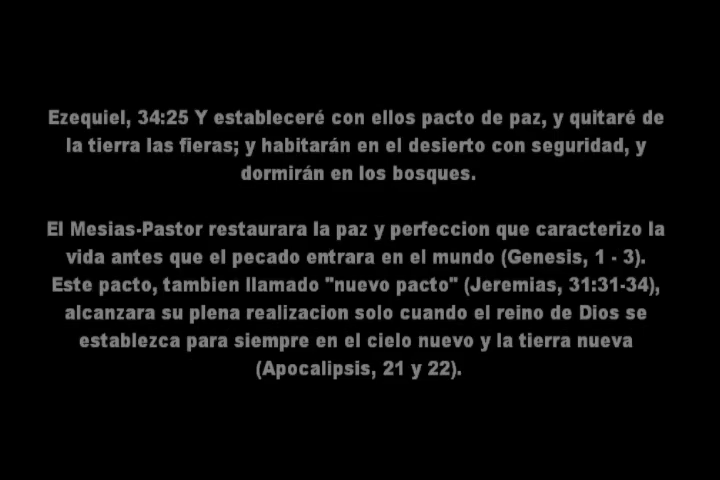 Ezequiel, 34:25 Y estableceré con ellos pacto de paz, y quitaré de
la tierra las fieras; y habitarán en el desierto con seguridad, y
dormirán en los bosques.
El Mesias-Pastor restaurara la paz y perfeccion que caracterizo la
vida antes que el pecado entrara en el mundo (Genesis, 1 - 3).
Este pacto, tambien llamado "nuevo pacto" (Jeremias, 31:31-34),
alcanzara su plena realizacion solo cuando el reino de Dios se
establezca para siempre en el cielo nuevo y la tierra nueva
(Apocalipsis, 21 y 22).